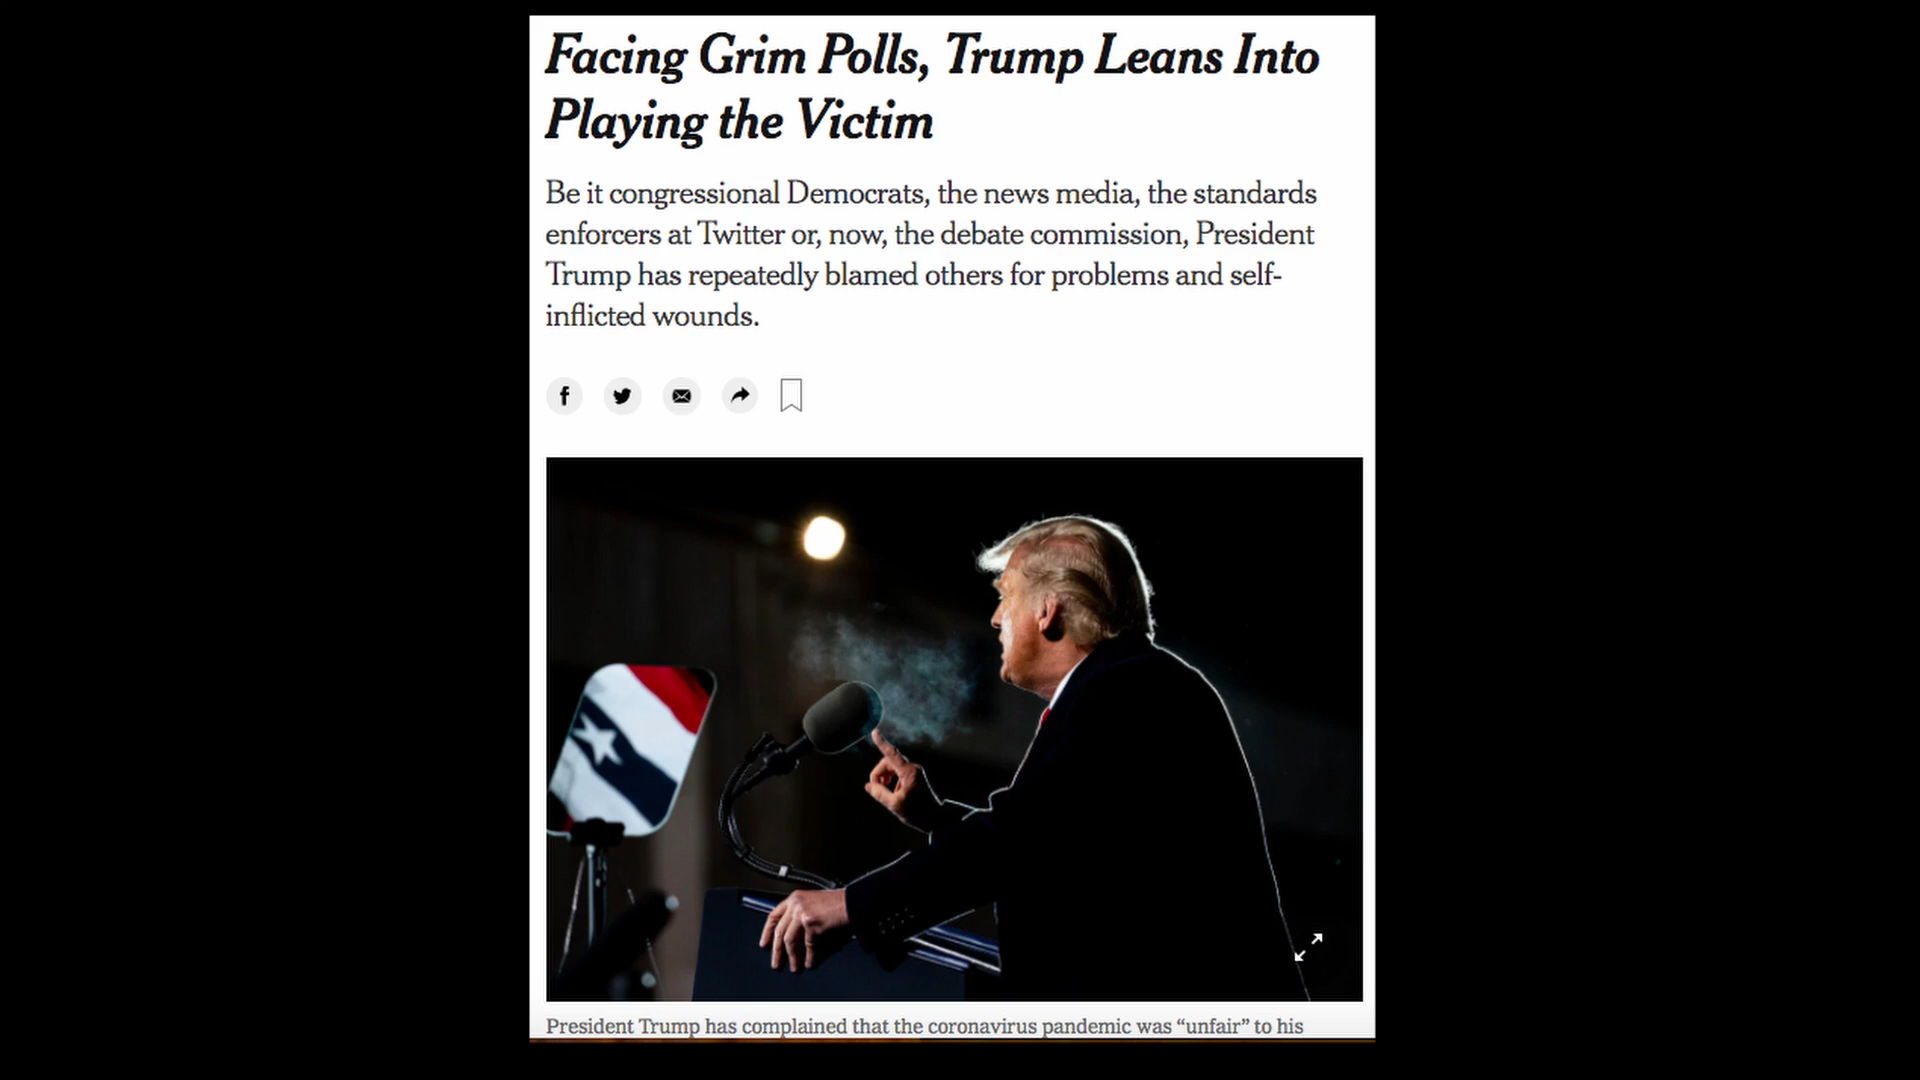 Facing Grim Polls, Trump Leans Into
Playing the Victim
Be it congressional Democrats, the news media, the standards
enforcers at Twitter or, now, the debate commission, President
Trump has repeatedly blamed others for problems and self-
inflicted wounds.
President Trump has complained that the coronavirus pandemic was “unfair” to his